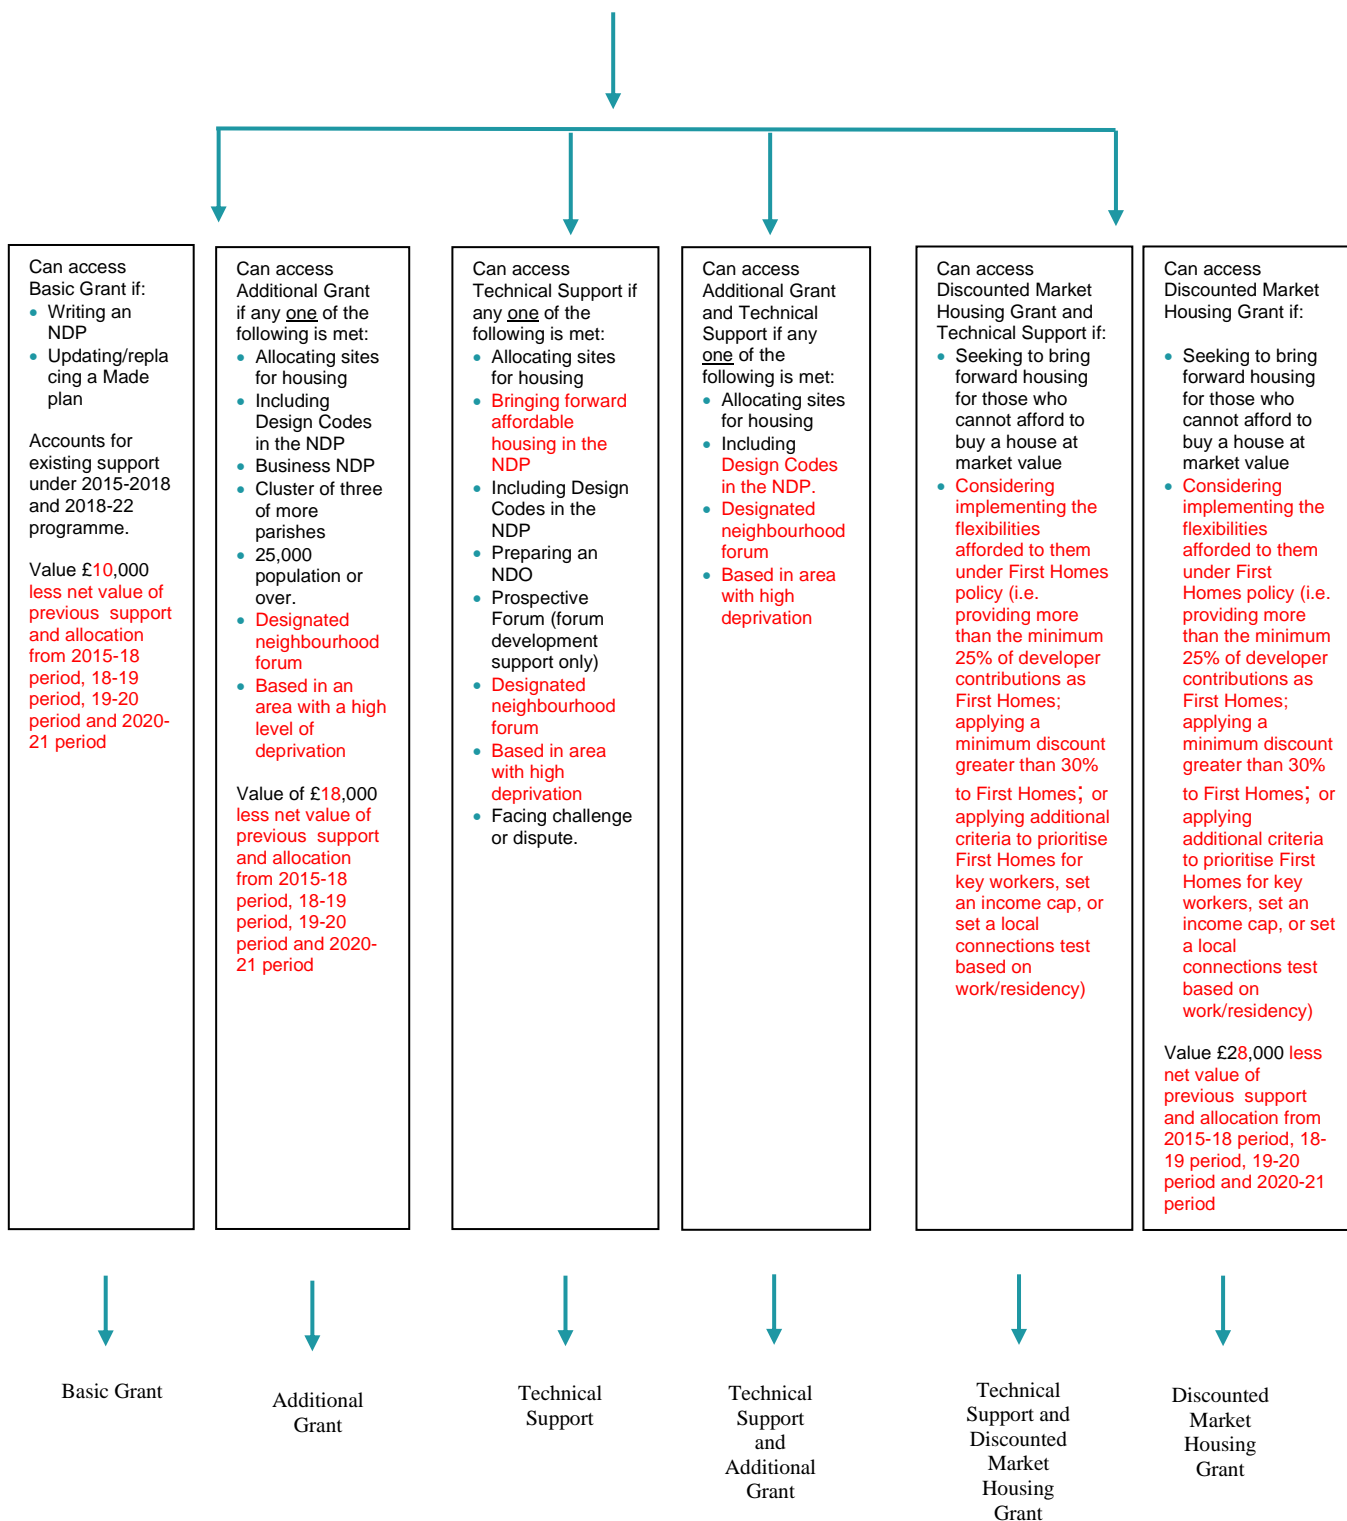 Can access
Basic Grant if:
• Writing an
NDP
• Updating/repla
cing a Made
plan
Accounts for
existing support
under 2015-2018
and 2018-22
programme.
Value £10,000
less net value of
previous support
and allocation
from 2015-18
period, 18-19
period, 19-20
period and 2020-
21 period
Can access
Additional Grant
if any one of the
following is met:
• Allocating sites
for housing
• Including
Design Codes
in the NDP
• Business NDP
• Cluster of three
of more
parishes
• 25,000
population or
over.
• Designated
neighbourhood
forum
• Based in an
area with a high
level of
deprivation
Value of £18,000
less net value of
previous support
and allocation
from 2015-18
period, 18-19
period, 19-20
period and 2020-
21 period
Can access
Technical Support if
any one of the
following is met:
• Allocating sites
for housing
• Bringing forward
affordable
housing in the
NDP
• Including Design
Codes in the
NDP
• Preparing an
NDO
• Prospective
Forum (forum
development
support only)
• Designated
neighbourhood
forum
• Based in area
with high
deprivation
• Facing challenge
or dispute.
Can access
Additional Grant
and Technical
Support if any
one of the
following is met:
• Allocating sites
for housing
• Including
Design Codes
in the NDP.
• Designated
neighbourhood
forum
• Based in area
with high
deprivation
Can access
Discounted Market
Housing Grant and
Technical Support if:
• Seeking to bring
forward housing
for those who
cannot afford to
buy a house at
market value
• Considering
implementing the
flexibilities
afforded to them
under First Homes
policy (i.e.
providing more
than the minimum
25% of developer
contributions as
First Homes;
applying a
minimum discount
greater than 30%
to First Homes; or
applying additional
criteria to prioritise
First Homes for
key workers, set
an income cap, or
set a local
connections test
based on
work/residency)
Can access
Discounted Market
Housing Grant if:
• Seeking to bring
forward housing
for those who
cannot afford to
buy a house at
market value
• Considering
implementing the
flexibilities
afforded to them
under First
Homes policy (i.e.
providing more
than the minimum
25% of developer
contributions as
First Homes;
applying a
minimum discount
greater than 30%
to First Homes; or
applying
additional criteria
to prioritise First
Homes for key
workers, set an
income cap, or set
a local
connections test
based on
work/residency)
Value £28,000 less
net value of
previous support
and allocation from
2015-18 period, 18-
19 period, 19-20
period and 2020-21
period
Basic Grant
Additional
Grant
Technical
Support
Technical
Support
and
Additional
Grant
Technical
Support and
Discounted
Market
Housing
Grant
Discounted
Market
Housing
Grant